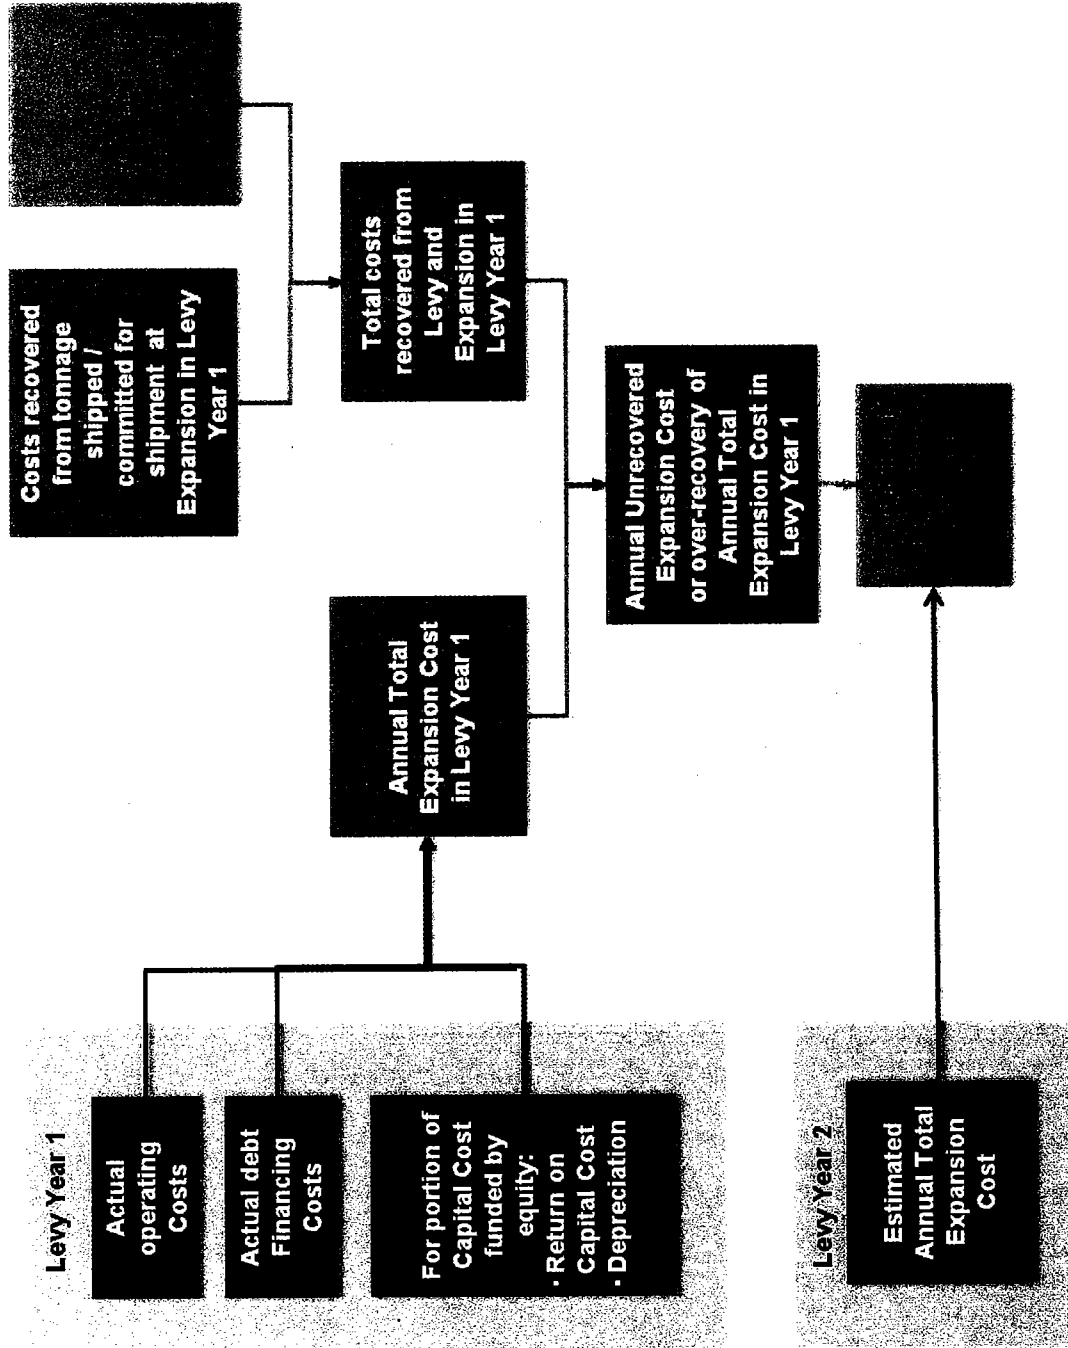 Levy Year 1
Actual
operating
Costs
Actual debt
Financing
Costs
For portion of
Capital Cost
funded by
equity:
· Return on
Capital Cost
· Depreciation
Annual Total
Expansion Cost
in Levy Year 1
Costs recovered
from tonnage
shipped /
committed for
shipment at
Expansion in Levy
Year 1
Total costs
recovered from
Levy and
Expansion in
Levy Year 1
Annual Unrecovered
Expansion Cost
or over-recovery of
Annual Total
Expansion Cost in
Levy Year 1
Levy Year 2
Estimated
Annual Total
Expansion
Cost